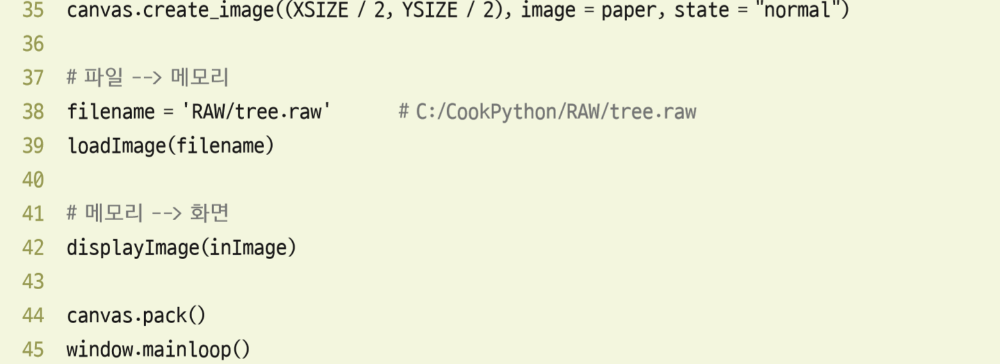 35 canvas.create_image((XSIZE / 2, YSIZE / 2), image = paper, state = "normal")
36
37 # 파일 --> 메모리
38 filename = 'RAW/tree.raw' # C:/CookPython/RAW/tree.raw
39 loadImage(filename)
40
41 # 메모리 --> 화면
42 displayImage(inImage)
43
44 canvas.pack()
45 window.mainloop()